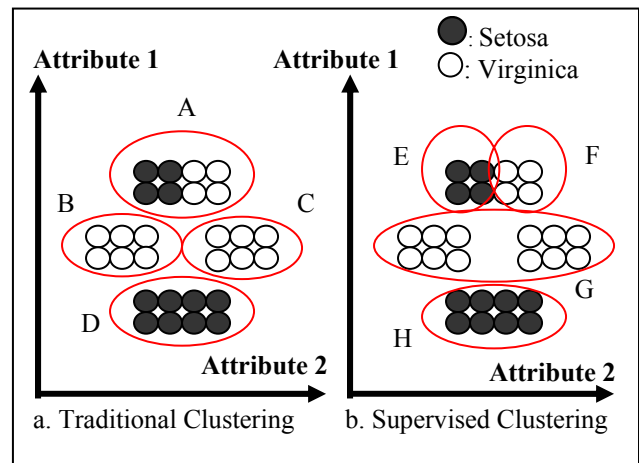 : Setosa
: Virginica
Attribute 1
A
B
C
D
Attribute 2
a. Traditional Clustering
Attribute 1
E
F
G
H
Attribute 2
b. Supervised Clustering